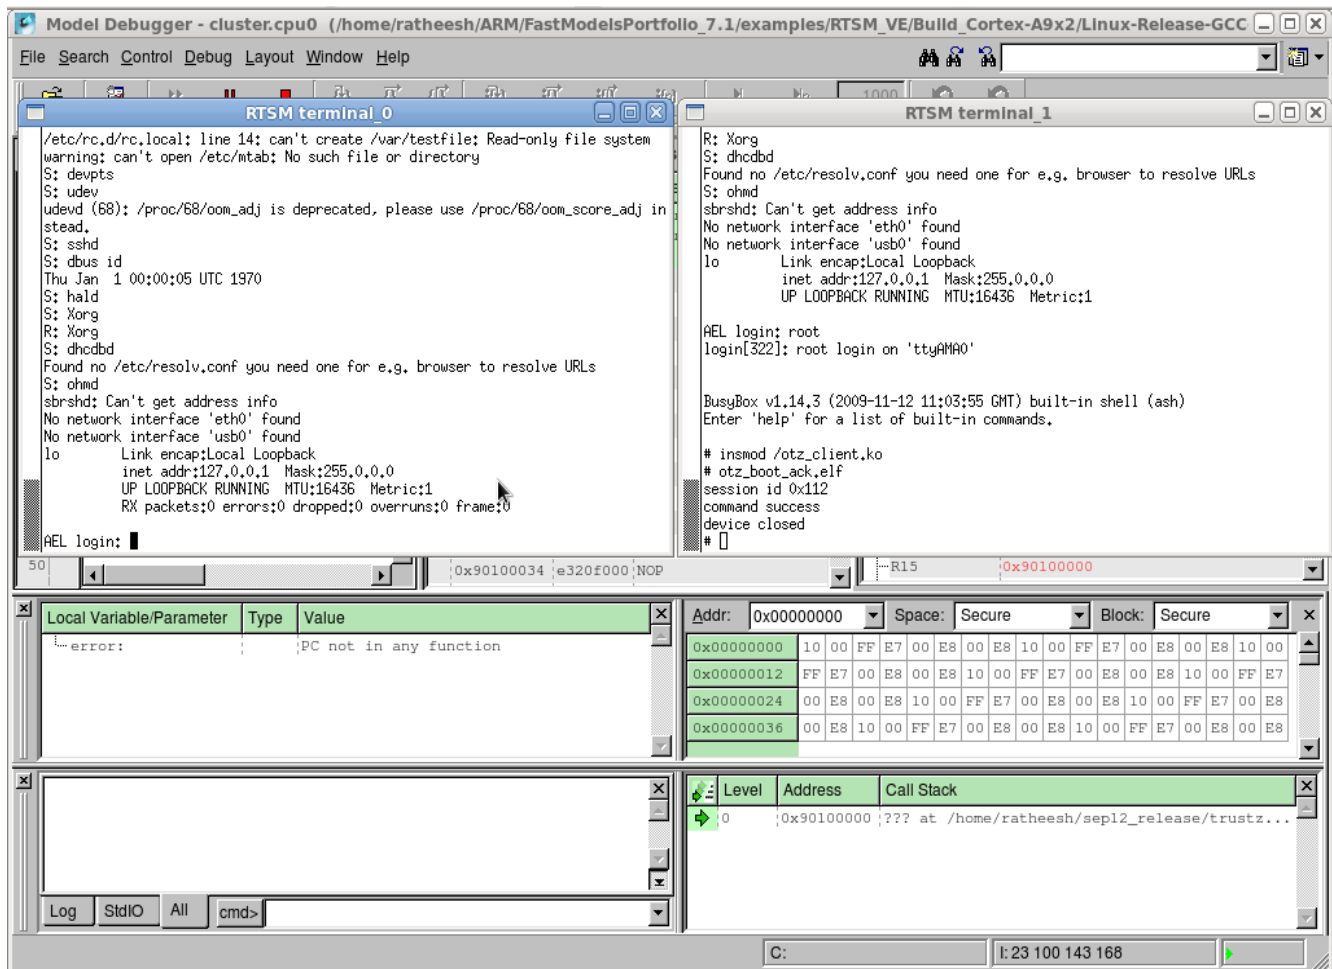 Model Debugger - cluster.cpu0  (/home/ratheesh/ARM/FastModelsPortfolio_7.1/examples/RTSM_VE/Build_Cortex-A9x2/Linux-Release-GCC
File Search Control Debug Layout Window Help
1000
RTSM terminal_0
/etc/rc.d/rc.local: line 14: can't create /var/testfile: Read-only file system
warning: can't open /etc/mtab: No such file or directory
S: devpts
S: udev
udevd (68): /proc/68/oom_adj is deprecated, please use /proc/68/oom_score_adj in
stead.
S: sshd
S: dbus id
Thu Jan  1 00:00:05 UTC 1970
S: hald
S: Xorg
R: Xorg
S: dhcdbd
Found no /etc/resolv.conf you need one for e.g. browser to resolve URLs
S: ohmd
sbrshd: Can't get address info
No network interface 'eth0' found
No network interface 'usb0' found
lo        Link encap:Local Loopback
inet addr:127.0.0.1  Mask:255.0.0.0
UP LOOPBACK RUNNING  MTU:16436  Metric:1
RX packets:0 errors:0 dropped:0 overruns:0 frame:0
AEL login:
RTSM terminal_1
R: Xorg
S: dhcdbd
Found no /etc/resolv.conf you need one for e.g. browser to resolve URLs
S: ohmd
sbrshd: Can't get address info
No network interface 'eth0' found
No network interface 'usb0' found
lo        Link encap:Local Loopback
inet addr:127.0.0.1  Mask:255.0.0.0
UP LOOPBACK RUNNING  MTU:16436  Metric:1
AEL login: root
login[322]: root login on 'ttyAMA0'
BusyBox v1.14.3 (2009-11-12 11:03:55 GMT) built-in shell (ash)
Enter 'help' for a list of built-in commands.
# insmod /otz_client.ko
# otz_boot_ack.elf
session id 0x112
command success
device closed
#
50
0x90100034 e320f000 NOP
R15 0x90100000
Local Variable/Parameter Type Value
error: PC not in any function
Addr: 0x00000000 Space: Secure Block: Secure
0x00000000 10 00 FF E7 00 E8 00 E8 10 00 FF E7 00 E8 00 E8 10 00
0x00000012 FF E7 00 E8 00 E8 10 00 FF E7 00 E8 00 E8 10 00 FF E7
0x00000024 00 E8 00 E8 10 00 FF E7 00 E8 00 E8 10 00 FF E7 00 E8
0x00000036 00 E8 10 00 FF E7 00 E8 00 E8 10 00 FF E7 00 E8 00 E8
Log StdIO All cmd>
Level Address Call Stack
0 0x90100000 ??? at /home/ratheesh/sep12_release/trustz...
C: I: 23 100 143 168